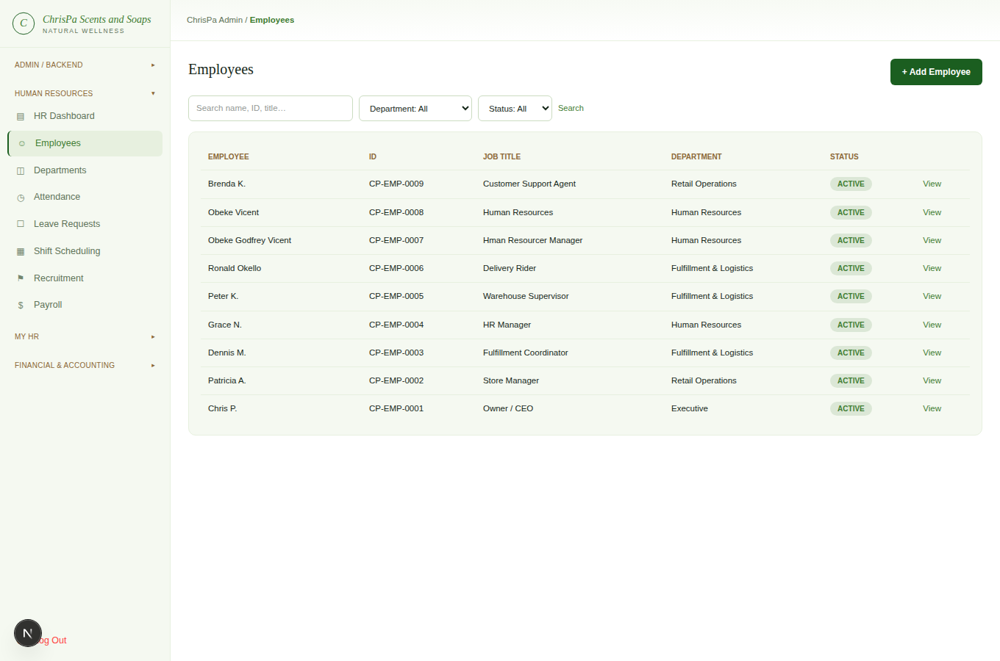 C
ChrisPa Scents and Soaps
NATURAL WELLNESS
ADMIN / BACKEND
HUMAN RESOURCES
HR Dashboard
Employees
Departments
Attendance
Leave Requests
Shift Scheduling
Recruitment
$ Payroll
MY HR
FINANCIAL & ACCOUNTING
N
og Out
ChrisPa Admin / Employees
Employees
+ Add Employee
Search name, ID, title…
Department: All
Status: All
Search
EMPLOYEE ID JOB TITLE DEPARTMENT STATUS
Brenda K. CP-EMP-0009 Customer Support Agent Retail Operations ACTIVE View
Obeke Vicent CP-EMP-0008 Human Resources Human Resources ACTIVE View
Obeke Godfrey Vicent CP-EMP-0007 Hman Resourcer Manager Human Resources ACTIVE View
Ronald Okello CP-EMP-0006 Delivery Rider Fulfillment & Logistics ACTIVE View
Peter K. CP-EMP-0005 Warehouse Supervisor Fulfillment & Logistics ACTIVE View
Grace N. CP-EMP-0004 HR Manager Human Resources ACTIVE View
Dennis M. CP-EMP-0003 Fulfillment Coordinator Fulfillment & Logistics ACTIVE View
Patricia A. CP-EMP-0002 Store Manager Retail Operations ACTIVE View
Chris P. CP-EMP-0001 Owner / CEO Executive ACTIVE View